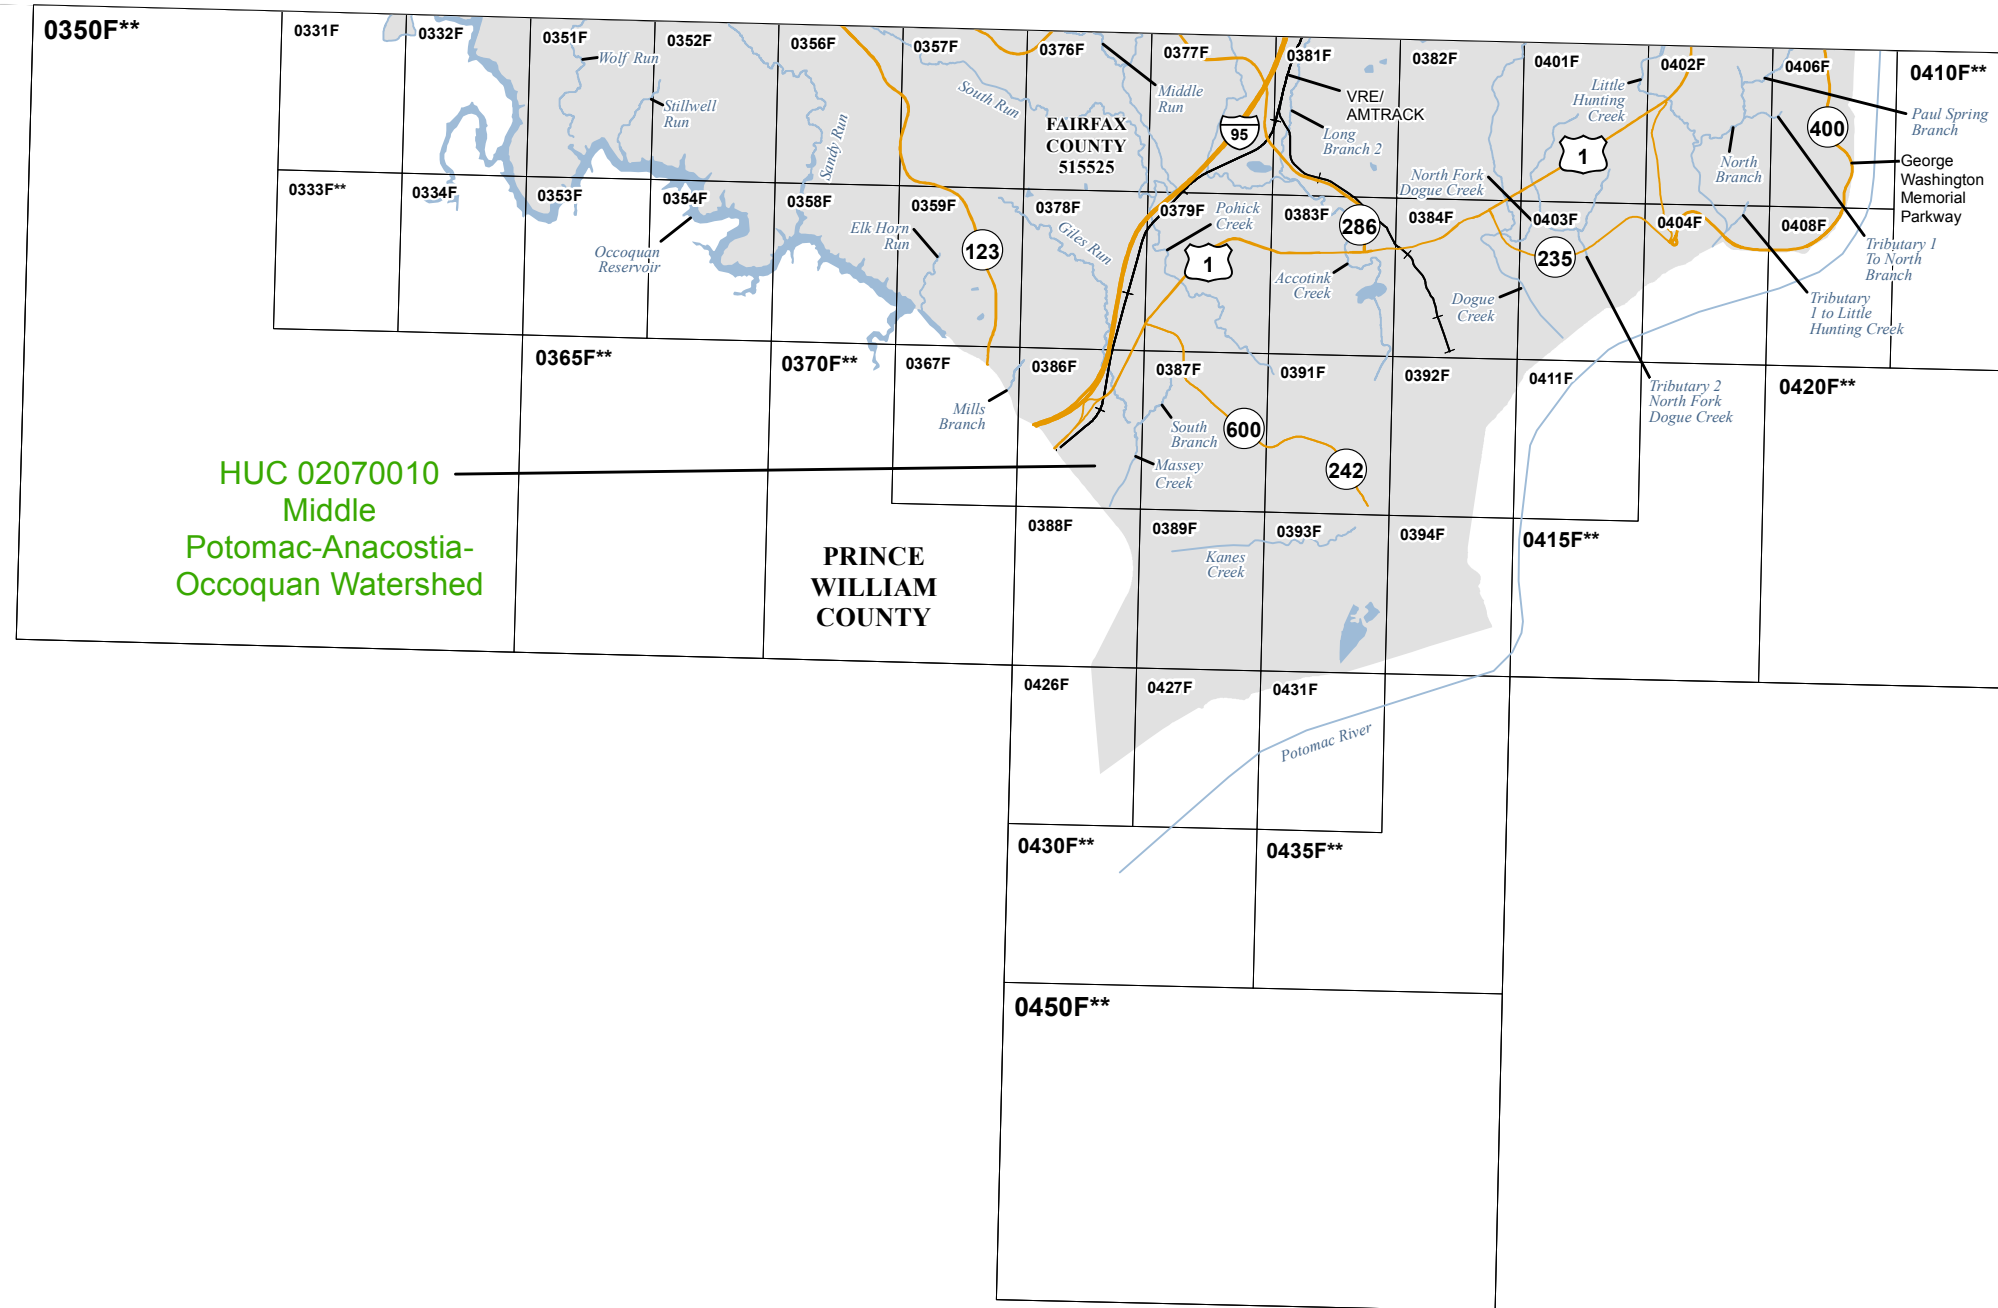 0350F**
0331F
0332F
0351F
0352F
0356F
0357F
0376F
0377F
0381F
0382F
0401F
0402F
0406F
0410F**
Wolf Run
Stillwell
Run
Sandy Run
South Run
FAIRFAX
COUNTY
515525
Middle
Run
95
VRE/
AMTRACK
Long
Branch 2
Little
Hunting
Creek
1
North
Branch
400
Paul Spring
Branch
George
Washington
Memorial
Parkway
0333F**
0334F
0353F
0354F
0358F
0359F
0378F
0379F
0383F
0384F
0403F
0404F
0408F
Occoquan
Reservoir
Elk Horn
Run
123
Giles Run
Pohick
Creek
1
286
Accotink
Creek
North Fork
Dogue Creek
235
Dogue
Creek
Tributary 1
To North
Branch
Tributary
1 to Little
Hunting Creek
0365F**
0370F**
0367F
0386F
0387F
0391F
0392F
0411F
Tributary 2
North Fork
Dogue Creek
0420F**
Mills
Branch
South
Branch
600
242
Massey
Creek
HUC 02070010
Middle
Potomac-Anacostia-
Occoquan Watershed
PRINCE
WILLIAM
COUNTY
0388F
0389F
0393F
0394F
0415F**
Kanes
Creek
0426F
0427F
0431F
Potomac River
0430F**
0435F**
0450F**